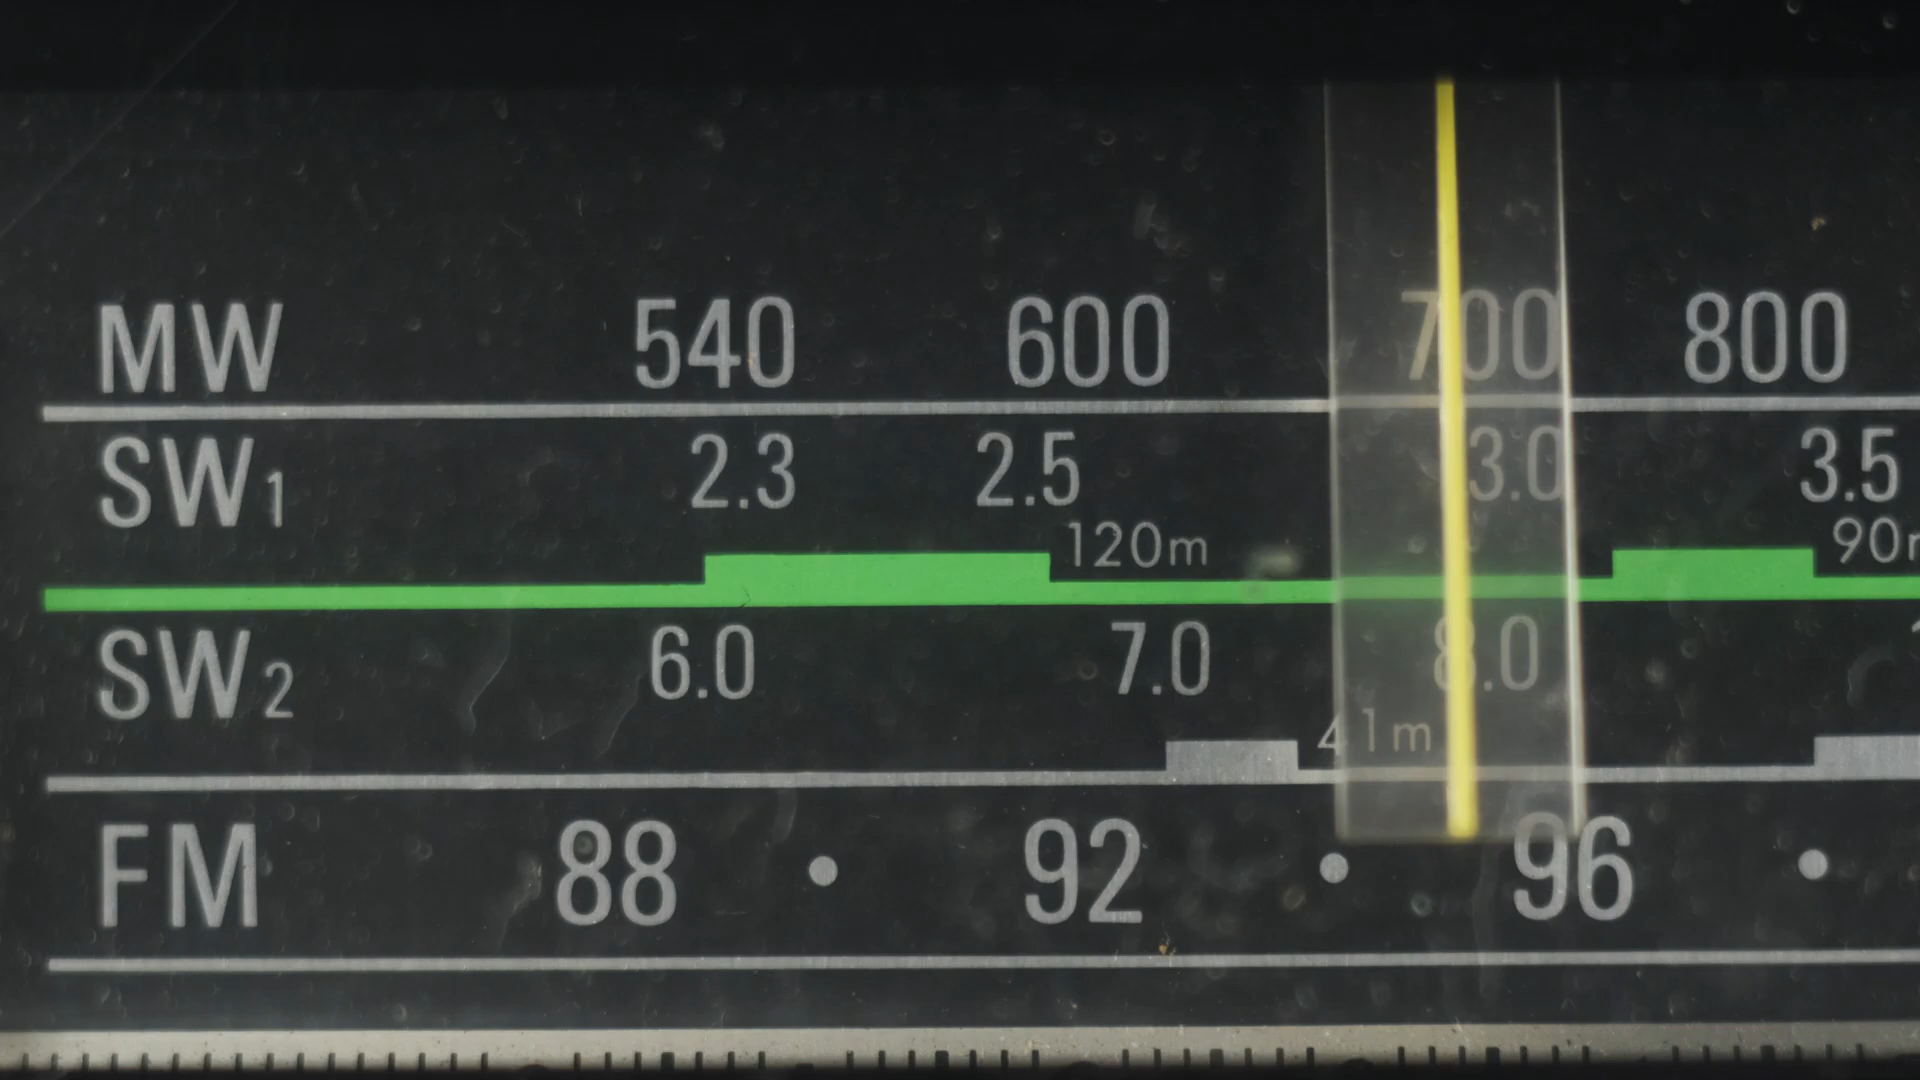 MW 540 600 700 800
SW1 2.3 2.5 3.0 3.5
120m 90
SW2 6.0 7.0 8.0
41m
FM 88 • 92 • 96 •